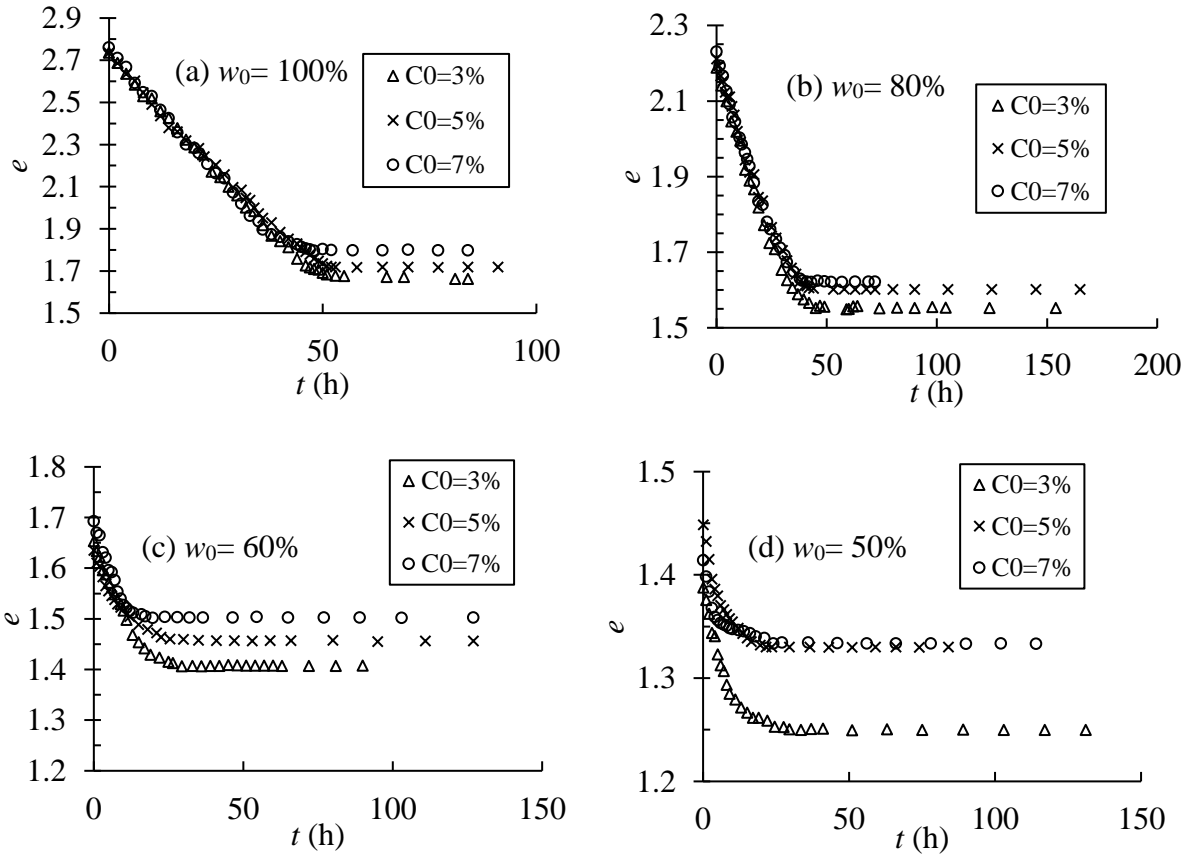 2.9
2.7
2.5
2.3
2.1
1.9
1.7
1.5
e
(a) w0= 100%
C0=3%
C0=5%
C0=7%
0 50 100
t (h)
2.3
2.1
1.9
1.7
1.5
e
(b) w0= 80%
C0=3%
C0=5%
C0=7%
0 50 100 150 200
t (h)
1.8
1.7
1.6
1.5
1.4
1.3
1.2
e
(c) w0= 60%
C0=3%
C0=5%
C0=7%
0 50 100 150
t (h)
1.5
1.4
1.3
1.2
e
(d) w0= 50%
C0=3%
C0=5%
C0=7%
0 50 100 150
t (h)